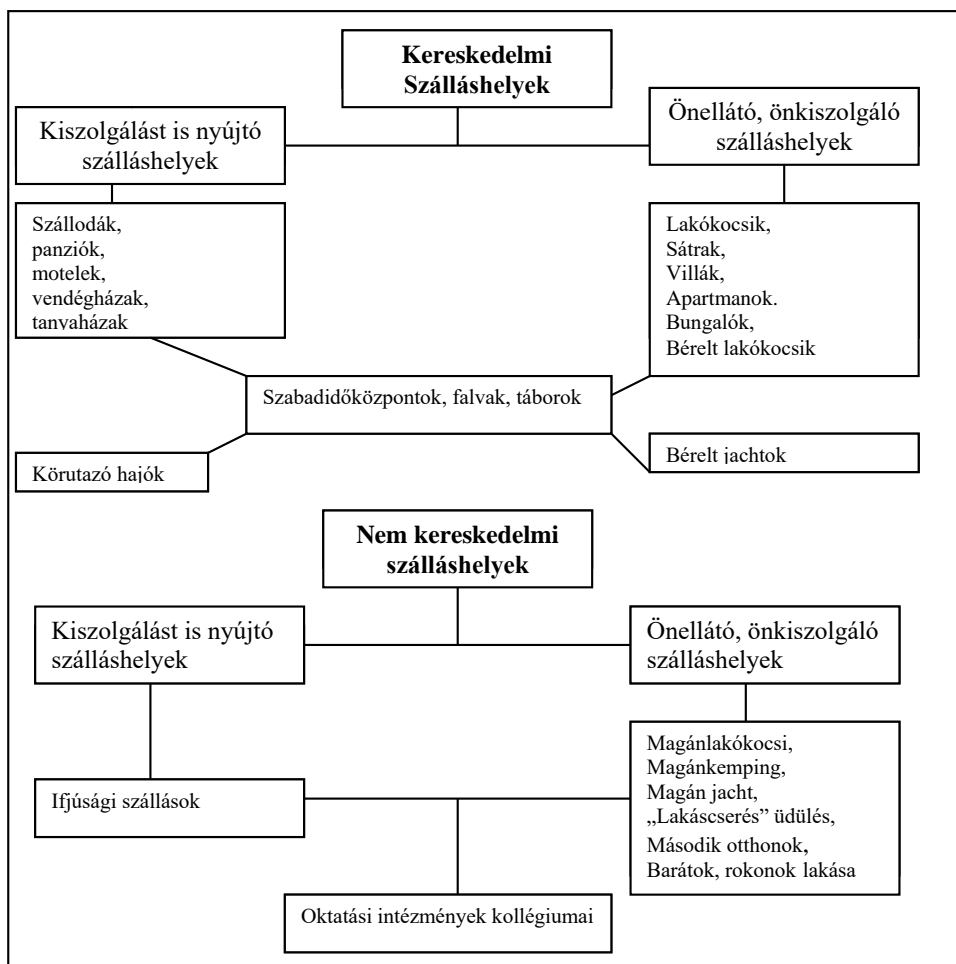 Kereskedelmi
Szálláshelyek
Kiszolgálást is nyújtó
szálláshelyek
Önellátó, önkiszolgáló
szálláshelyek
Szállodák,
panziók,
motelek,
vendégházak,
tanyaházak
Lakókocsik,
Sátrak,
Villák,
Apartmanok.
Bungalók,
Bérelt lakókocsik
Szabadidőközpontok, falvak, táborok
Körutazó hajók
Bérelt jachtok
Nem kereskedelmi
szálláshelyek
Kiszolgálást is nyújtó
szálláshelyek
Önellátó, önkiszolgáló
szálláshelyek
Ifjúsági szállások
Magánlakókocsi,
Magánkemping,
Magán jacht,
„Lakáscserés” üdülés,
Második otthonok,
Barátok, rokonok lakása
Oktatási intézmények kollégiumai